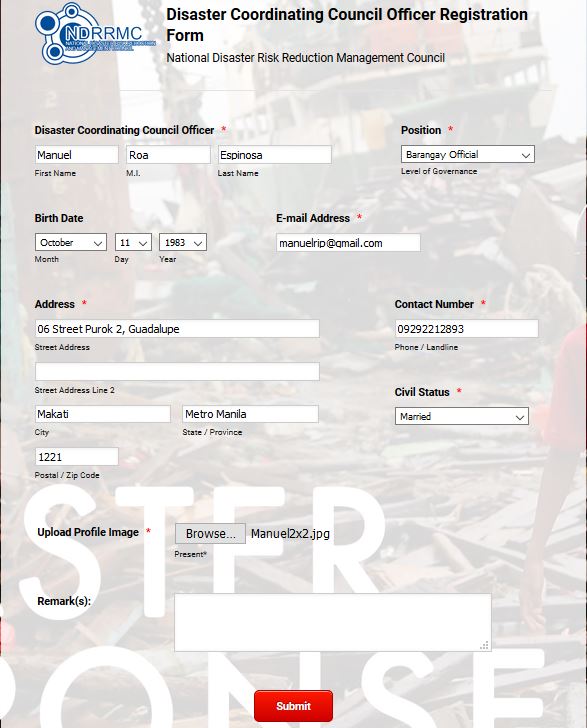 NDRRMC
Disaster Coordinating Council Officer Registration
Form
National Disaster Risk Reduction Management Council
Disaster Coordinating Council Officer *
Position *
Manuel
Roa
Espinosa
Barangay Official
First Name
M.I.
Last Name
Level of Governance
Birth Date
E-mail Address *
October
11
1983
manuelrip@gmail.com
Month
Day
Year
Address *
Contact Number *
06 Street Purok 2, Guadalupe
09292212893
Street Address
Phone / Landline
Street Address Line 2
Civil Status *
Makati
Metro Manila
Married
City
State / Province
1221
Postal / Zip Code
STER
Upload Profile Image *
Browse...
Manuel2x2.jpg
Present*
Remark(s):
PONSE
Submit